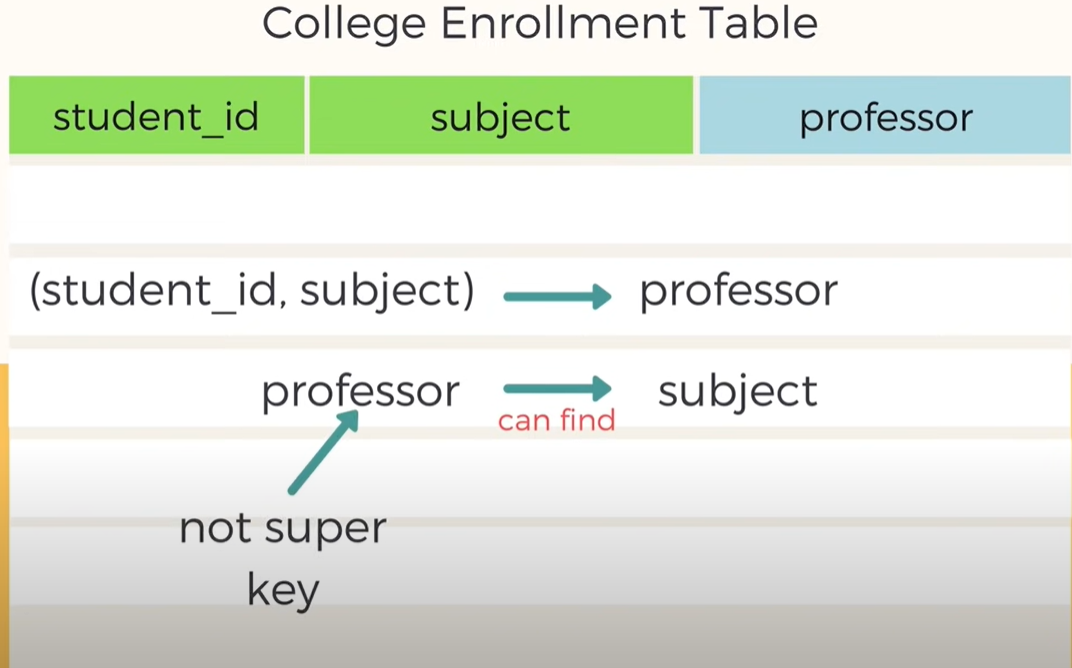 College Enrollment Table
student_id subject professor
(student_id, subject) professor
professor can find subject
not super
key